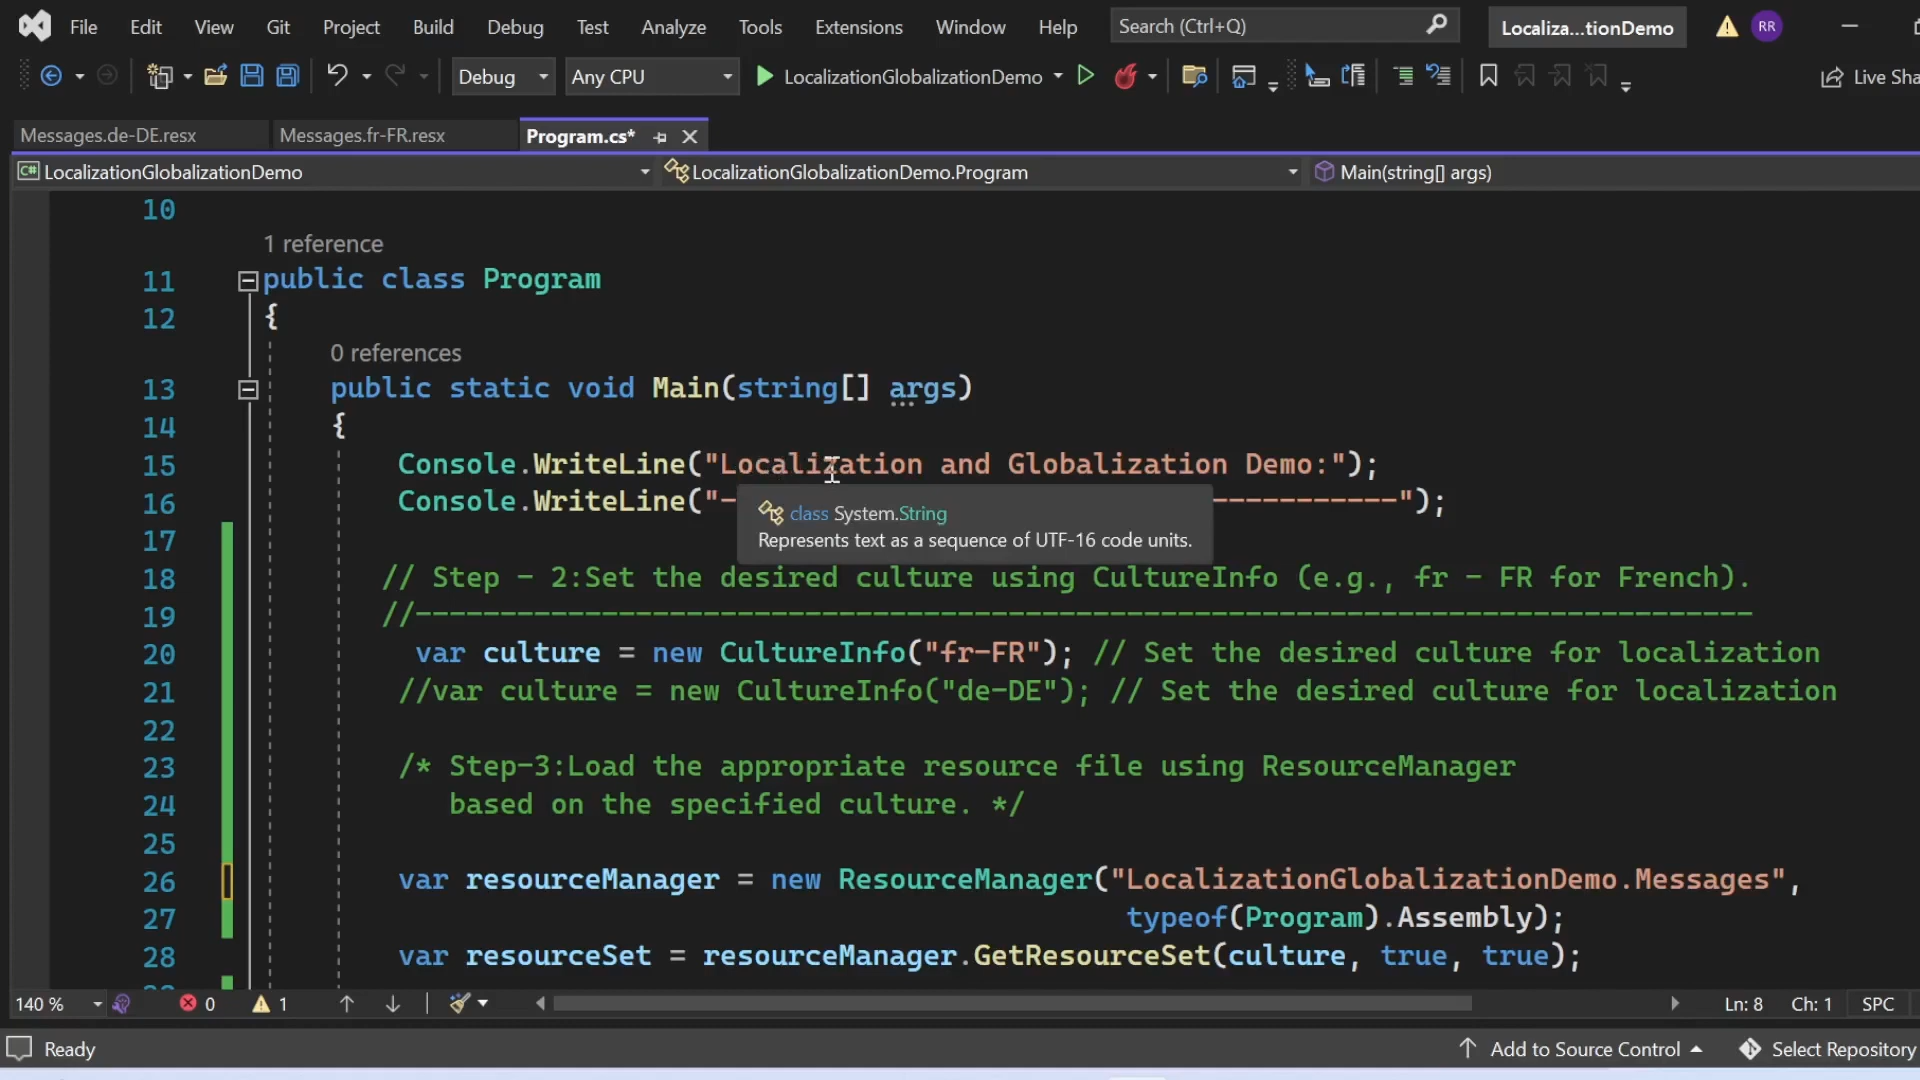 File Edit View Git Project Build Debug Test Analyze Tools Extensions Window Help Search (Ctrl+Q) Localiza...tionDemo RR
Debug Any CPU LocalizationGlobalizationDemo Live Sha
Messages.de-DE.resx Messages.fr-FR.resx Program.cs*
C# LocalizationGlobalizationDemo LocalizationGlobalizationDemo.Program Main(string[] args)
10
1 reference
11 public class Program
12 {
0 references
13 public static void Main(string[] args)
14 {
15 Console.WriteLine("Localization and Globalization Demo:");
16 Console.WriteLine("-----------");
class System.String
Represents text as a sequence of UTF-16 code units.
17
18 // Step - 2:Set the desired culture using CultureInfo (e.g., fr - FR for French).
19 //-------------------------------------------------------------------------------
20 var culture = new CultureInfo("fr-FR"); // Set the desired culture for localization
21 //var culture = new CultureInfo("de-DE"); // Set the desired culture for localization
22
23 /* Step-3:Load the appropriate resource file using ResourceManager
24 based on the specified culture. */
25
26 var resourceManager = new ResourceManager("LocalizationGlobalizationDemo.Messages",
27 typeof(Program).Assembly);
28 var resourceSet = resourceManager.GetResourceSet(culture, true, true);
140 % 0 1 Ln: 8 Ch: 1 SPC
Ready Add to Source Control Select Repository